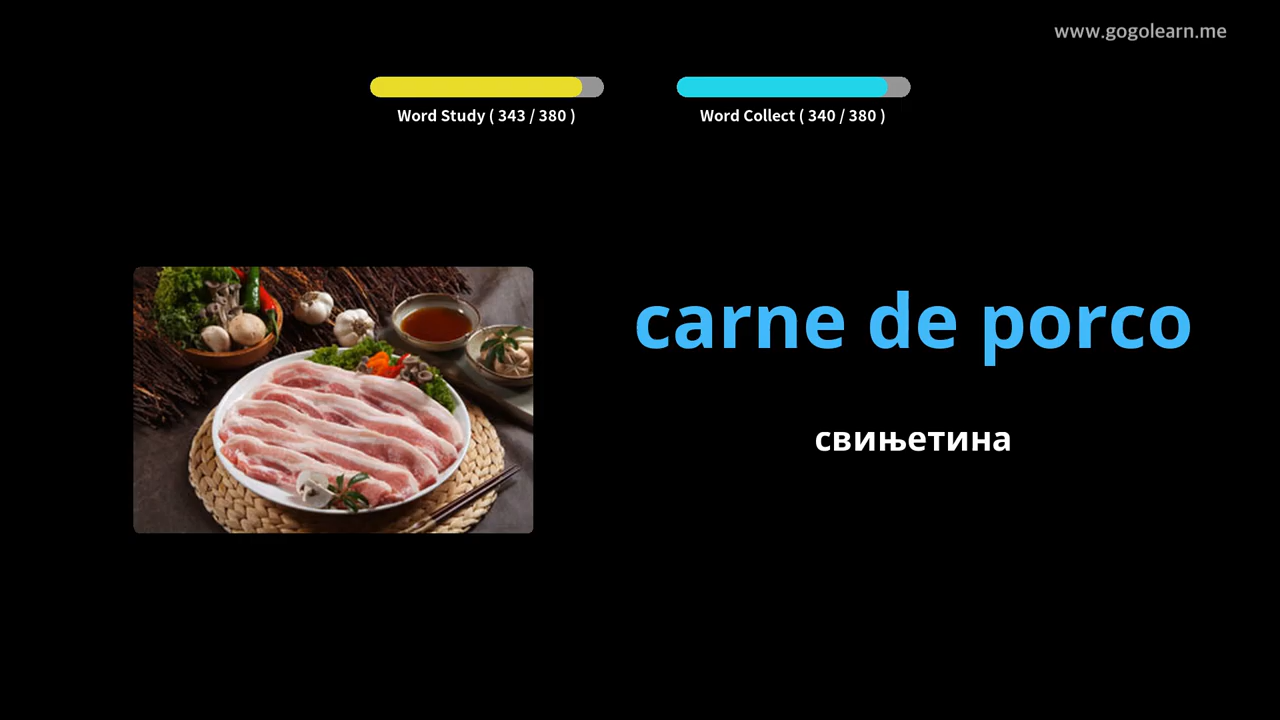 www.gogolearn.me
Word Study ( 343 / 380 )
Word Collect ( 340 / 380 )
carne de porco
свињетина